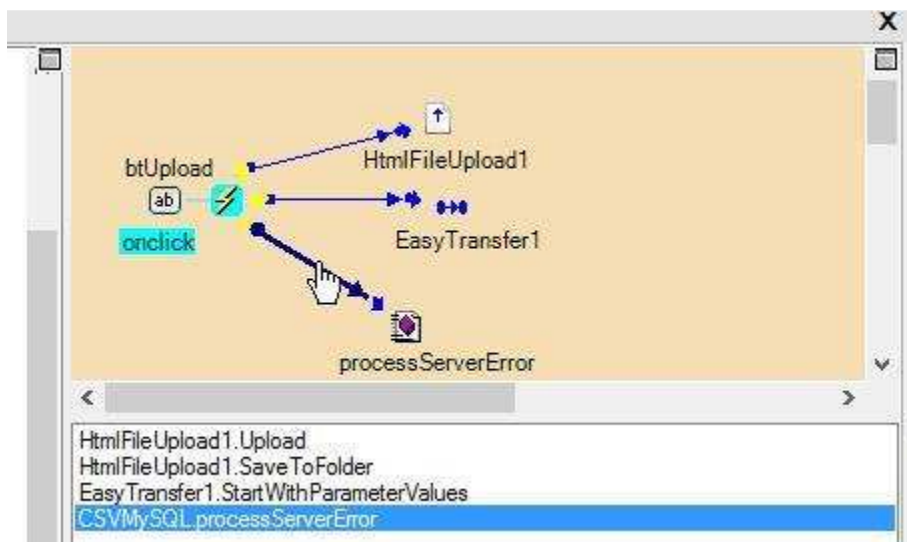 X
HtmlFileUpload1
btUpload
ab
EasyTransfer1
onclick
processServerError
HtmlFileUpload1.Upload
HtmlFileUpload1.SaveToFolder
EasyTransfer1.StartWithParameterValues
CSVMySQL.processServerError